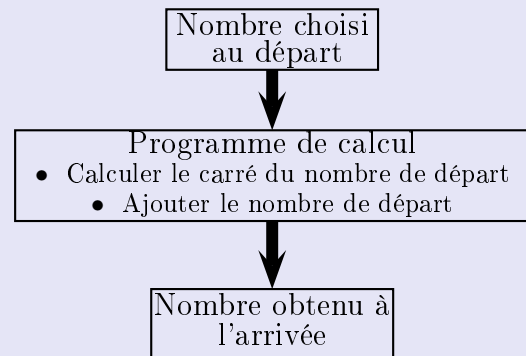 Nombre choisi
au départ
Programme de calcul
• Calculer le carré du nombre de départ
• Ajouter le nombre de départ
Nombre obtenu à
l'arrivée